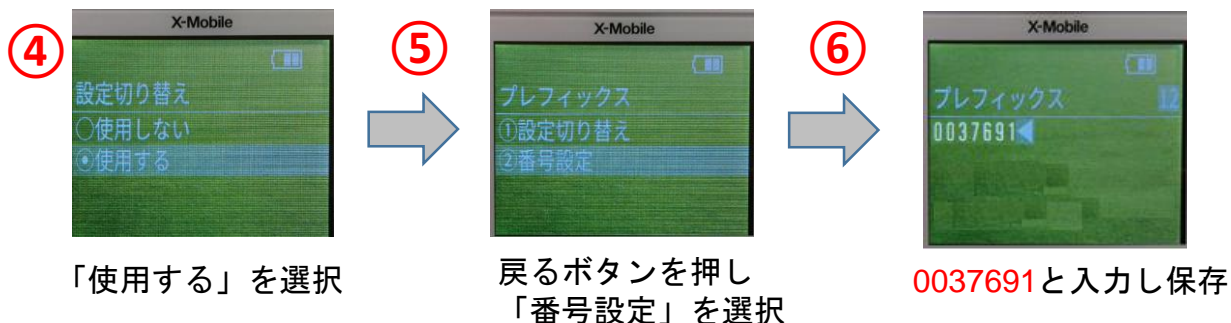 ④
X-Mobile
設定切り替え
○使用しない
⦿使用する
「使用する」を選択
⑤
X-Mobile
プレフィックス
①設定切り替え
②番号設定
戻るボタンを押し
「番号設定」を選択
⑥
X-Mobile
プレフィックス 12
0037691
0037691と入力し保存